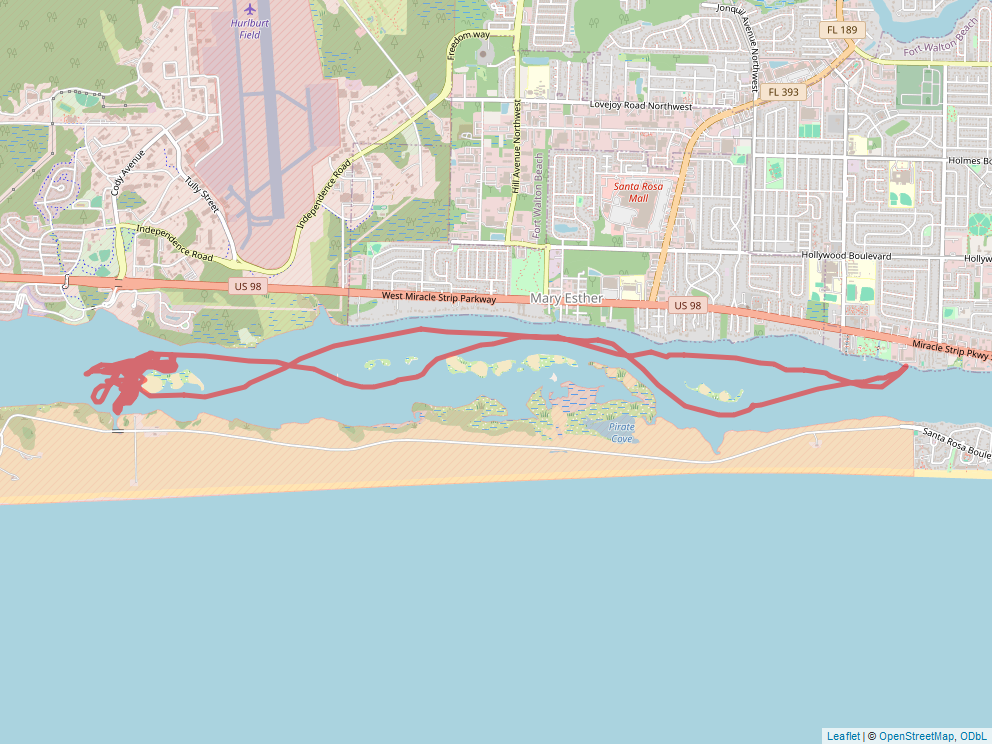 Hurlburt
Field
Freedom way
Jonquil Avenue Northwest
FL 189
Fort Walton Beach
FL 393
Lovejoy Road Northwest
Hill Avenue Northwest
Cody Avenue
Tully Street
Independence Road
Fort Walton Beach
Santa Rosa
Mall
Holmes Bo
Independence Road
Hollywood Boulevard
Hollyw
US 98
West Miracle Strip Parkway
Mary Esther
US 98
Miracle Strip Pkwy S
Pirate
Cove
Santa Rosa Boule
Leaflet | © OpenStreetMap, ODbL